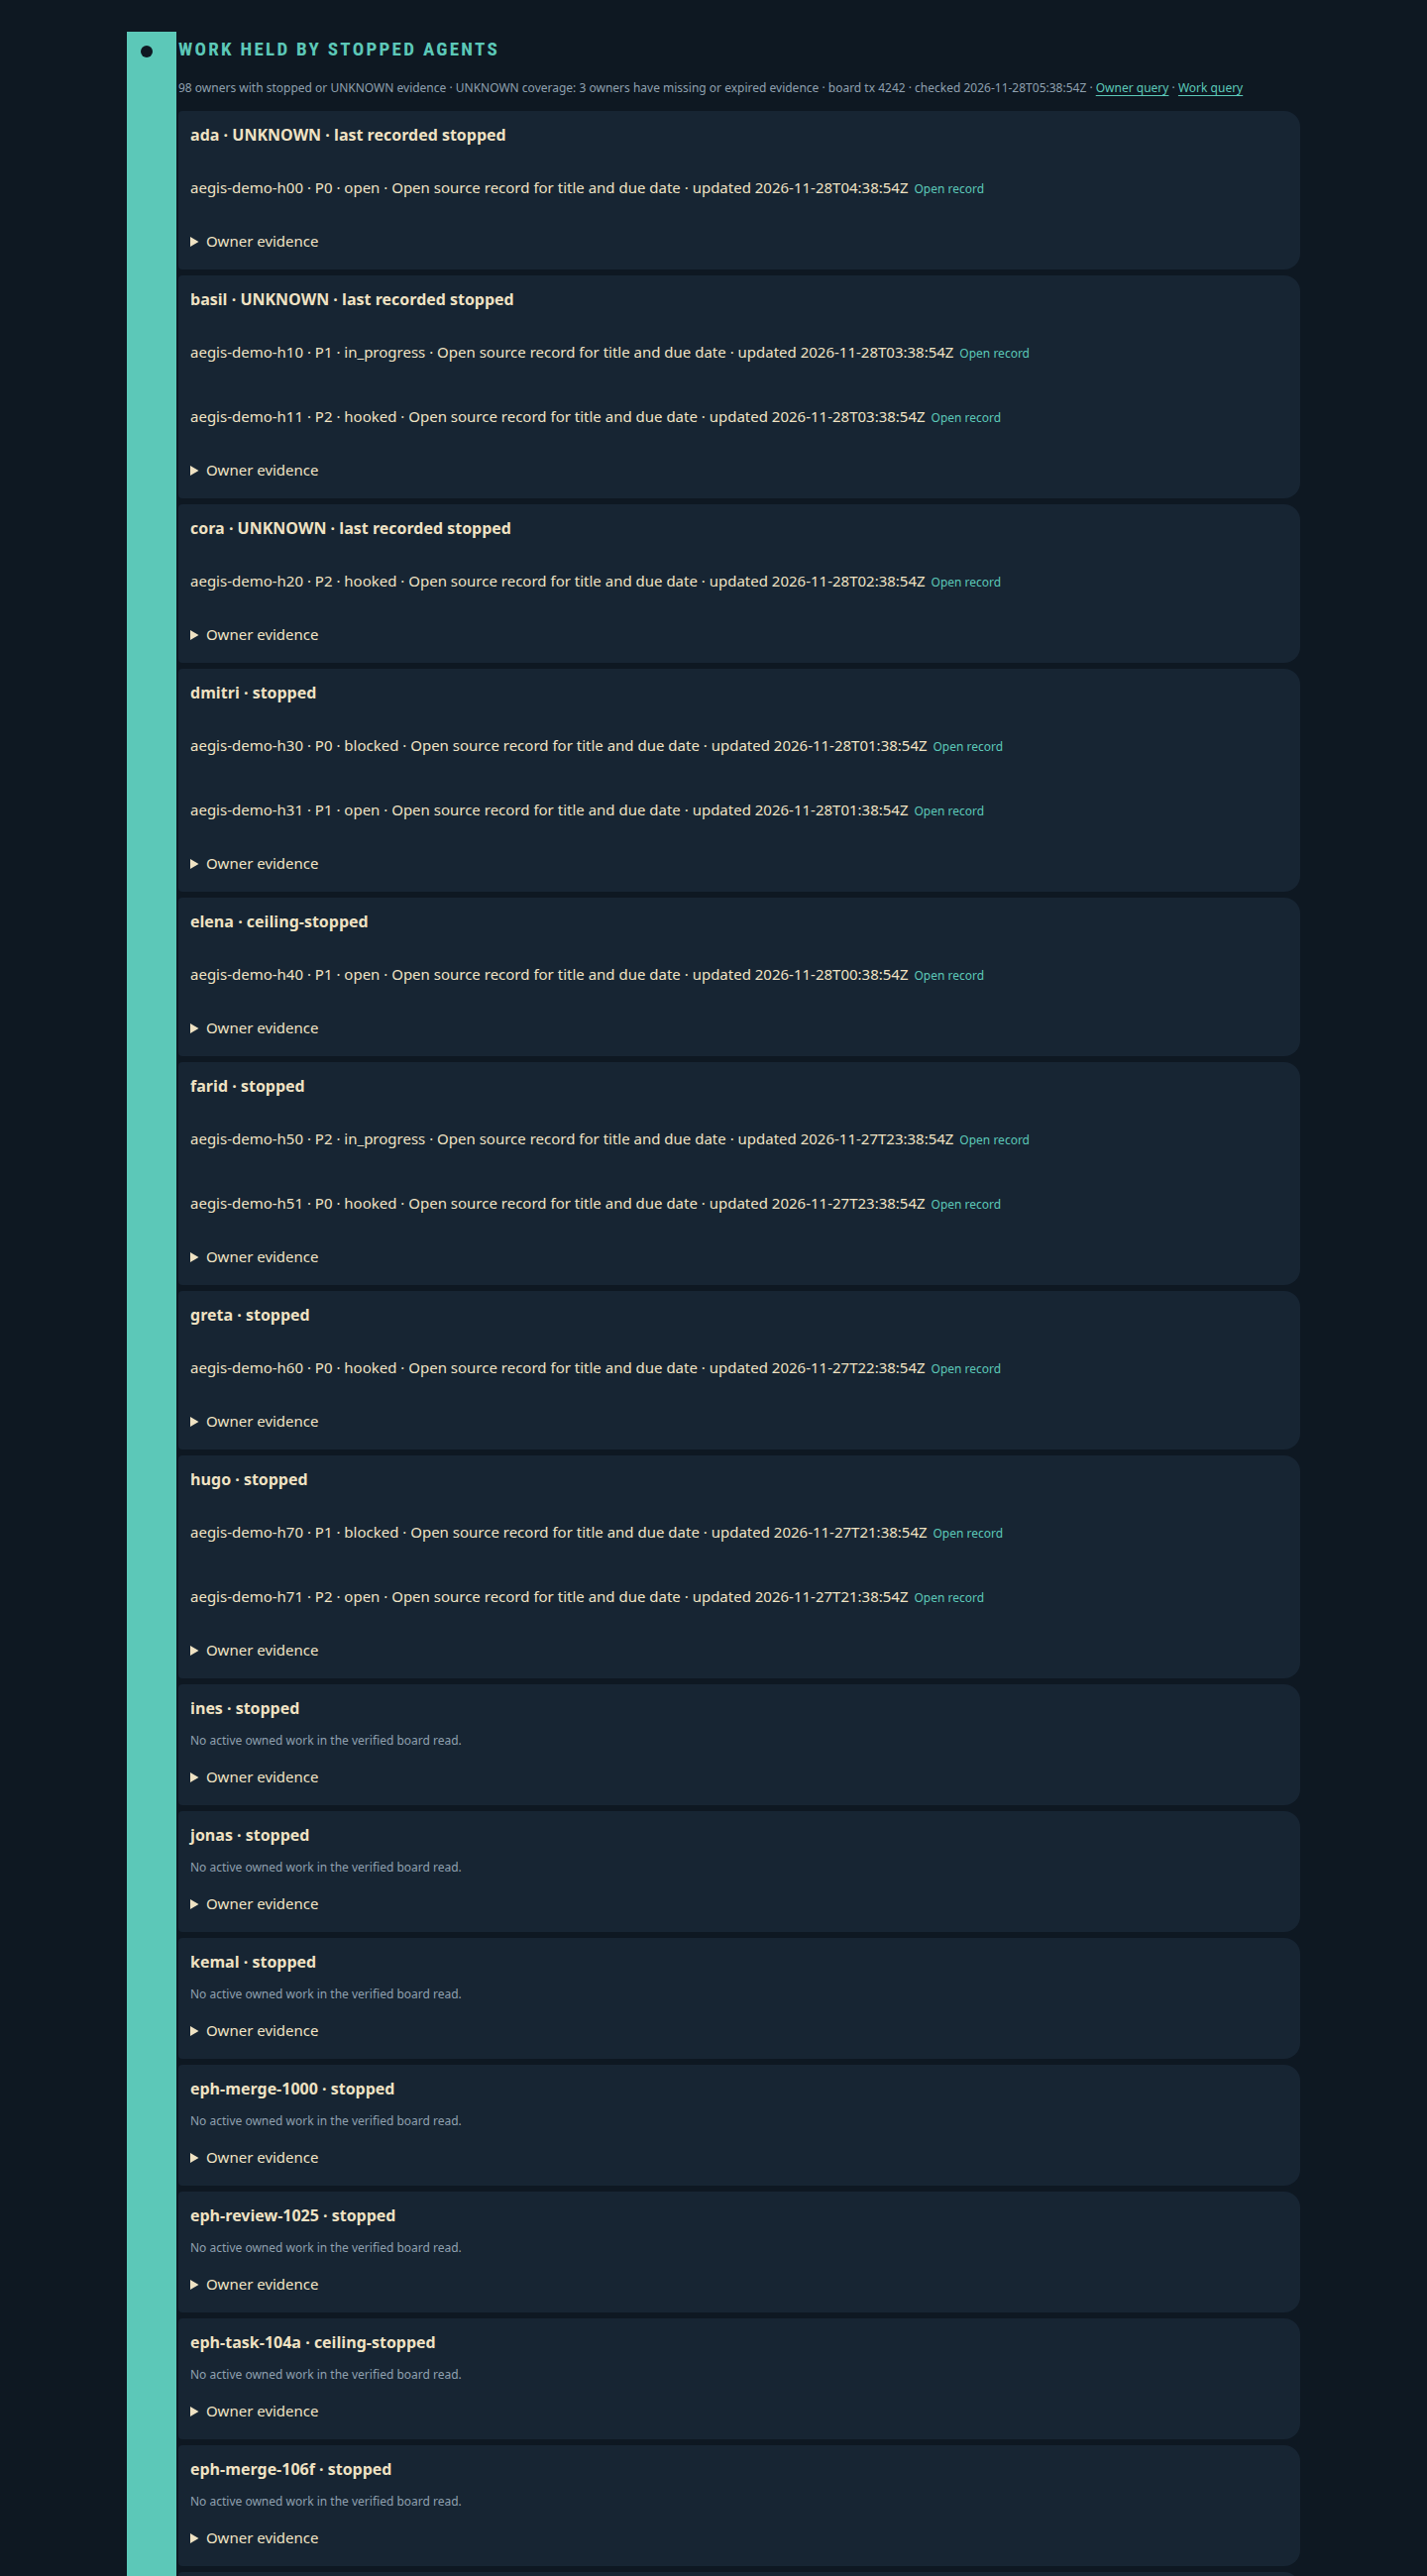 WORK HELD BY STOPPED AGENTS
98 owners with stopped or UNKNOWN evidence · UNKNOWN coverage: 3 owners have missing or expired evidence · board tx 4242 · checked 2026-11-28T05:38:54Z · Owner query · Work query
ada · UNKNOWN · last recorded stopped
aegis-demo-h00 · P0 · open · Open source record for title and due date · updated 2026-11-28T04:38:54Z Open record
▶ Owner evidence
basil · UNKNOWN · last recorded stopped
aegis-demo-h10 · P1 · in_progress · Open source record for title and due date · updated 2026-11-28T03:38:54Z Open record
aegis-demo-h11 · P2 · hooked · Open source record for title and due date · updated 2026-11-28T03:38:54Z Open record
▶ Owner evidence
cora · UNKNOWN · last recorded stopped
aegis-demo-h20 · P2 · hooked · Open source record for title and due date · updated 2026-11-28T02:38:54Z Open record
▶ Owner evidence
dmitri · stopped
aegis-demo-h30 · P0 · blocked · Open source record for title and due date · updated 2026-11-28T01:38:54Z Open record
aegis-demo-h31 · P1 · open · Open source record for title and due date · updated 2026-11-28T01:38:54Z Open record
▶ Owner evidence
elena · ceiling-stopped
aegis-demo-h40 · P1 · open · Open source record for title and due date · updated 2026-11-28T00:38:54Z Open record
▶ Owner evidence
farid · stopped
aegis-demo-h50 · P2 · in_progress · Open source record for title and due date · updated 2026-11-27T23:38:54Z Open record
aegis-demo-h51 · P0 · hooked · Open source record for title and due date · updated 2026-11-27T23:38:54Z Open record
▶ Owner evidence
greta · stopped
aegis-demo-h60 · P0 · hooked · Open source record for title and due date · updated 2026-11-27T22:38:54Z Open record
▶ Owner evidence
hugo · stopped
aegis-demo-h70 · P1 · blocked · Open source record for title and due date · updated 2026-11-27T21:38:54Z Open record
aegis-demo-h71 · P2 · open · Open source record for title and due date · updated 2026-11-27T21:38:54Z Open record
▶ Owner evidence
ines · stopped
No active owned work in the verified board read.
▶ Owner evidence
jonas · stopped
No active owned work in the verified board read.
▶ Owner evidence
kemal · stopped
No active owned work in the verified board read.
▶ Owner evidence
eph-merge-1000 · stopped
No active owned work in the verified board read.
▶ Owner evidence
eph-review-1025 · stopped
No active owned work in the verified board read.
▶ Owner evidence
eph-task-104a · ceiling-stopped
No active owned work in the verified board read.
▶ Owner evidence
eph-merge-106f · stopped
No active owned work in the verified board read.
▶ Owner evidence